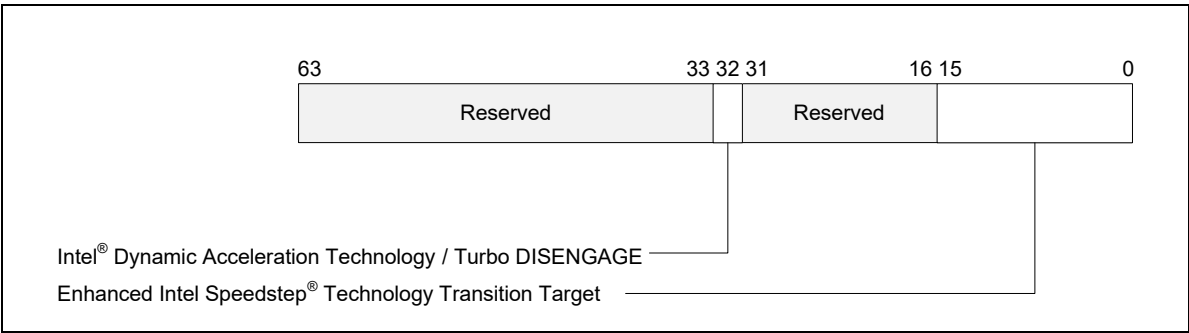 63 33 32 31 16 15 0
Reserved Reserved
Intel® Dynamic Acceleration Technology / Turbo DISENGAGE
Enhanced Intel Speedstep® Technology Transition Target